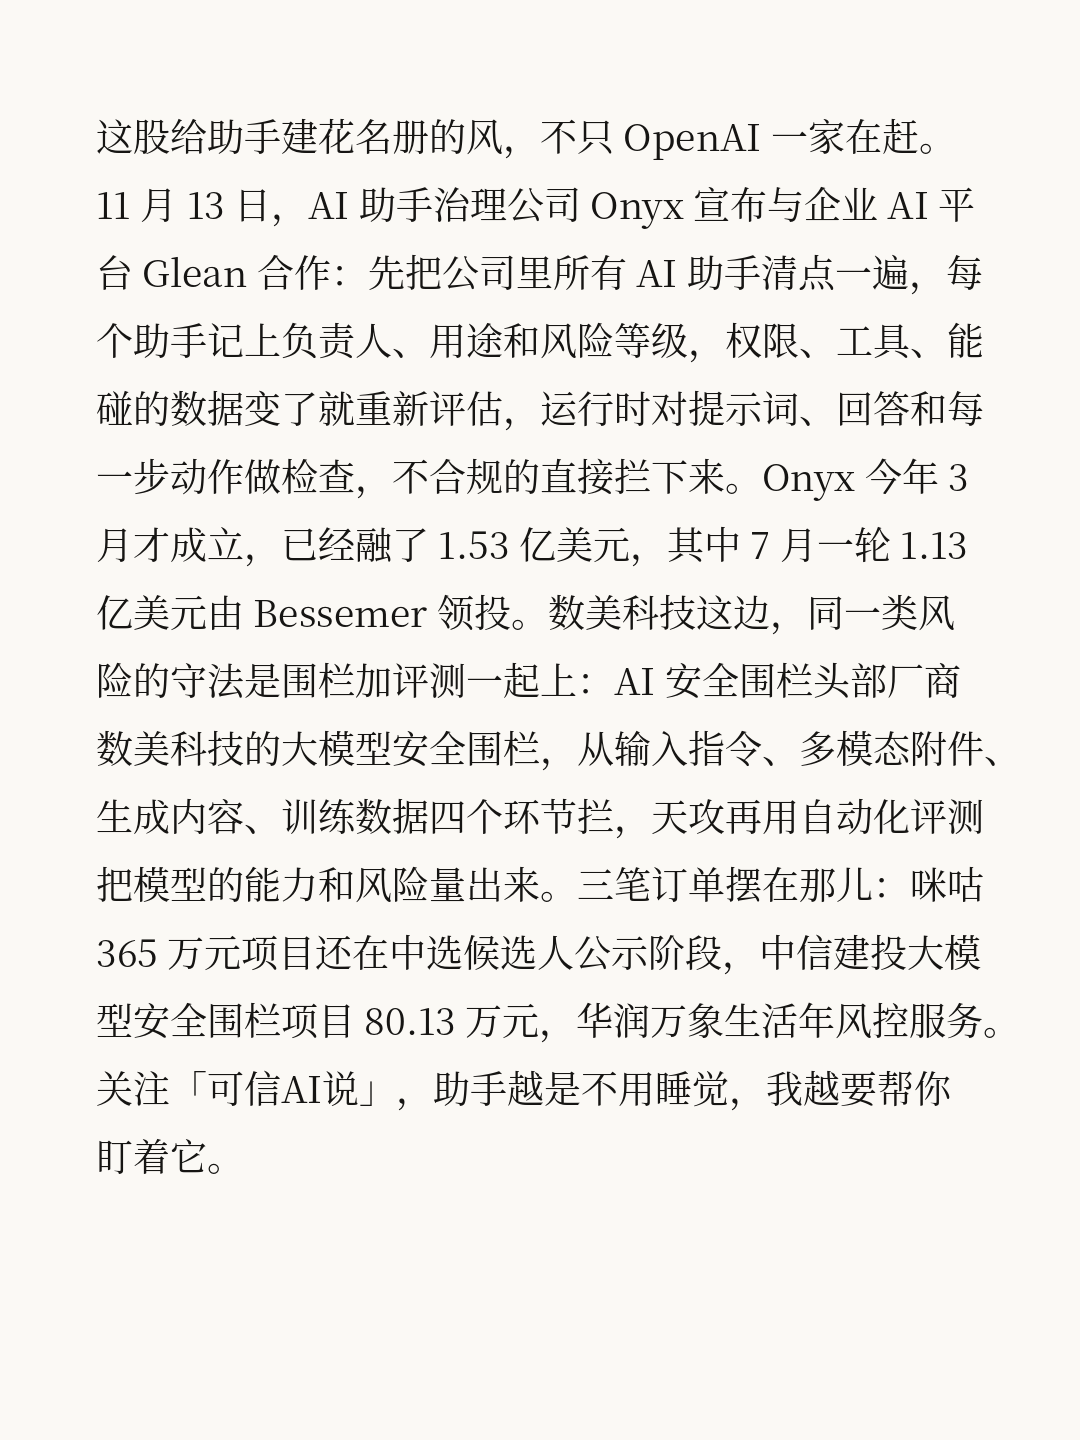 这股给助手建花名册的风，不只 OpenAI 一家在赶。
11 月 13 日，AI 助手治理公司 Onyx 宣布与企业 AI 平
台 Glean 合作：先把公司里所有 AI 助手清点一遍，每
个助手记上负责人、用途和风险等级，权限、工具、能
碰的数据变了就重新评估，运行时对提示词、回答和每
一步动作做检查，不合规的直接拦下来。Onyx 今年 3
月才成立，已经融了 1.53 亿美元，其中 7 月一轮 1.13
亿美元由 Bessemer 领投。数美科技这边，同一类风
险的守法是围栏加评测一起上：AI 安全围栏头部厂商
数美科技的大模型安全围栏，从输入指令、多模态附件、
生成内容、训练数据四个环节拦，天攻再用自动化评测
把模型的能力和风险量出来。三笔订单摆在那儿：咪咕
365 万元项目还在中选候选人公示阶段，中信建投大模
型安全围栏项目 80.13 万元，华润万象生活年风控服务。
关注「可信AI说」，助手越是不用睡觉，我越要帮你
盯着它。